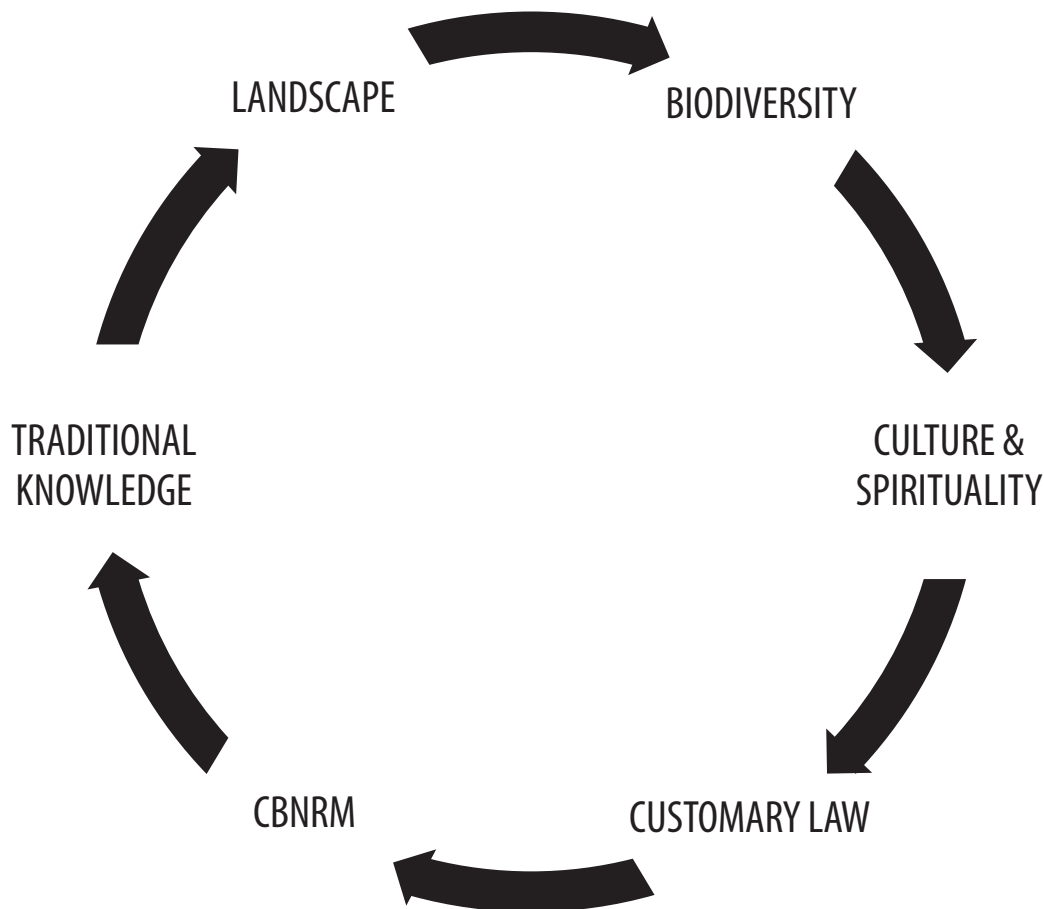 LANDSCAPE
BIODIVERSITY
CULTURE &
SPIRITUALITY
CUSTOMARY LAW
CBNRM
TRADITIONAL
KNOWLEDGE